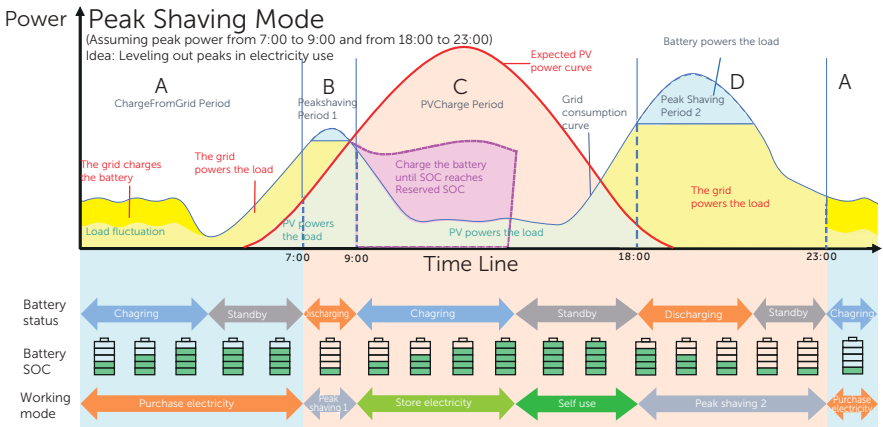 Power
Peak Shaving Mode
(Assuming peak power from 7:00 to 9:00 and from 18:00 to 23:00)
Idea: Leveling out peaks in electricity use
Battery powers the load
Expected PV
power curve
A
B
C
D
A
ChargeFromGrid Period
Peakshaving
Period 1
PVCharge Period
Grid
consumption
curve
Peak Shaving
Period 2
The grid charges
the battery
The grid
powers the load
Charge the battery
until SOC reaches
Reserved SOC
The grid
powers the load
Load fluctuation
PV powers
the load
PV powers the load
7:00
9:00
Time Line
18:00
23:00
Battery
status
Chagring
Standby
discharging
Chagring
Standby
Discharging
Standby
Chagring
Battery
SOC
Working
mode
Purchase electricity
Peak
shaving 1
Store electricity
Self use
Peak shaving 2
Purchase
electricity